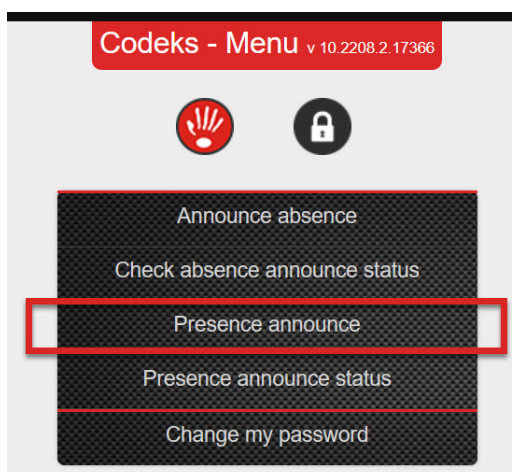 Codeks - Menu v 10.2208.2.17366
Announce absence
Check absence announce status
Presence announce
Presence announce status
Change my password